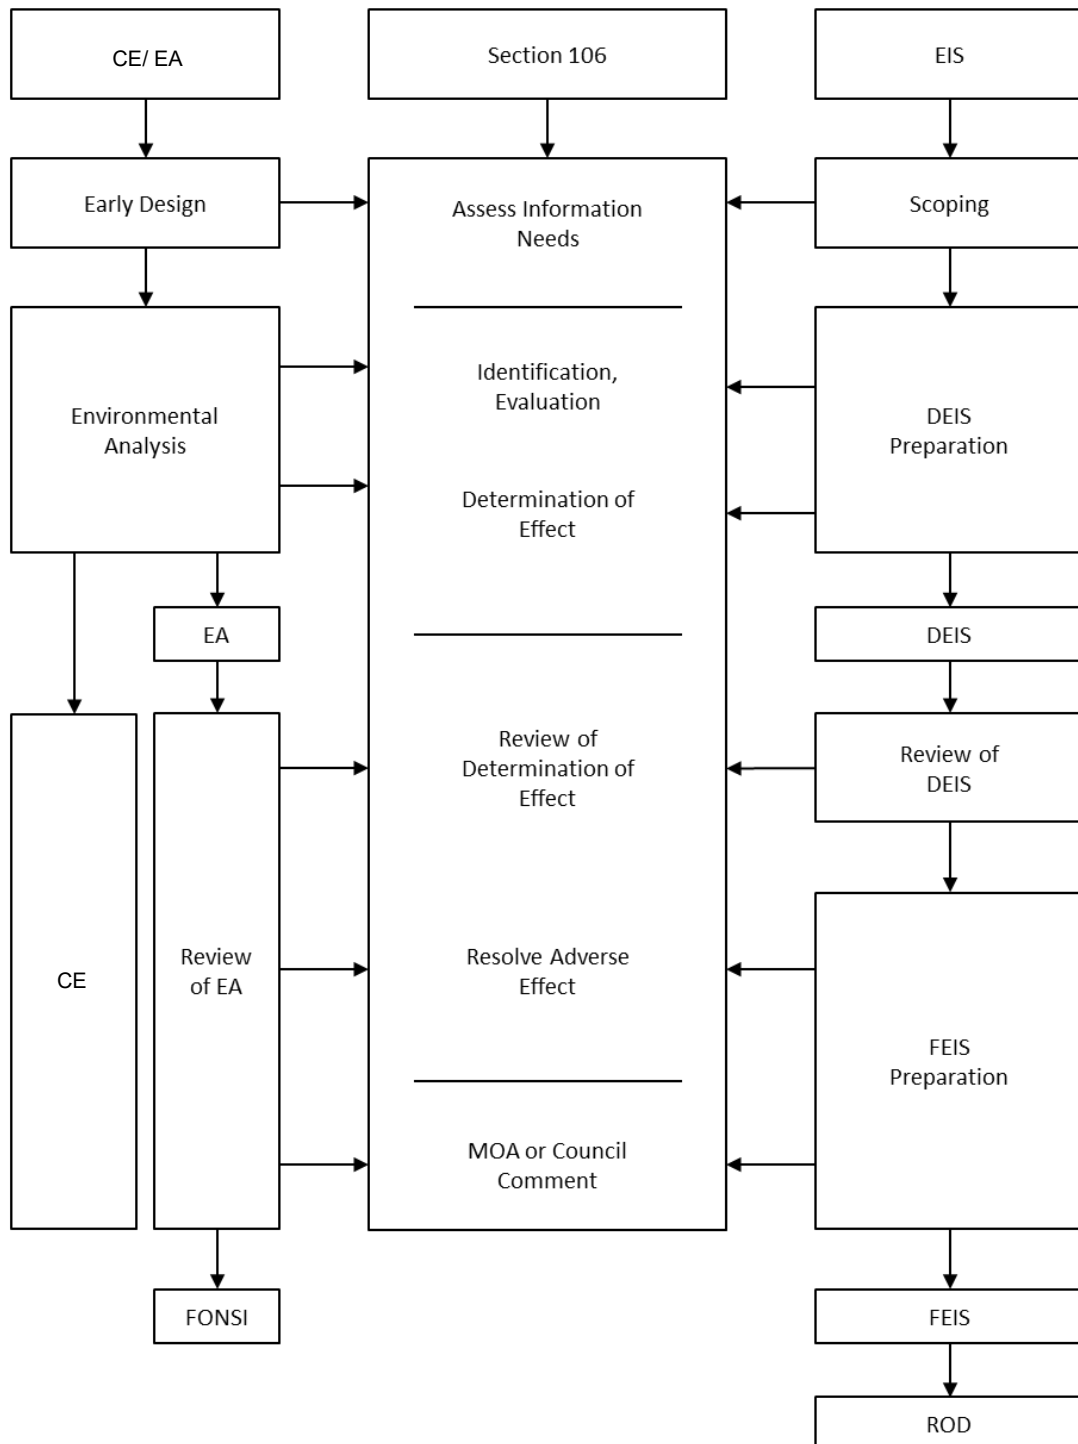 CE/ EA
Section 106
EIS
Early Design
Assess Information
Needs
Scoping
Environmental
Analysis
Identification,
Evaluation
Determination of
Effect
DEIS
Preparation
EA
DEIS
CE
Review
of EA
Review of
Determination of
Effect
Resolve Adverse
Effect
MOA or Council
Comment
Review of
DEIS
FEIS
Preparation
FONSI
FEIS
ROD